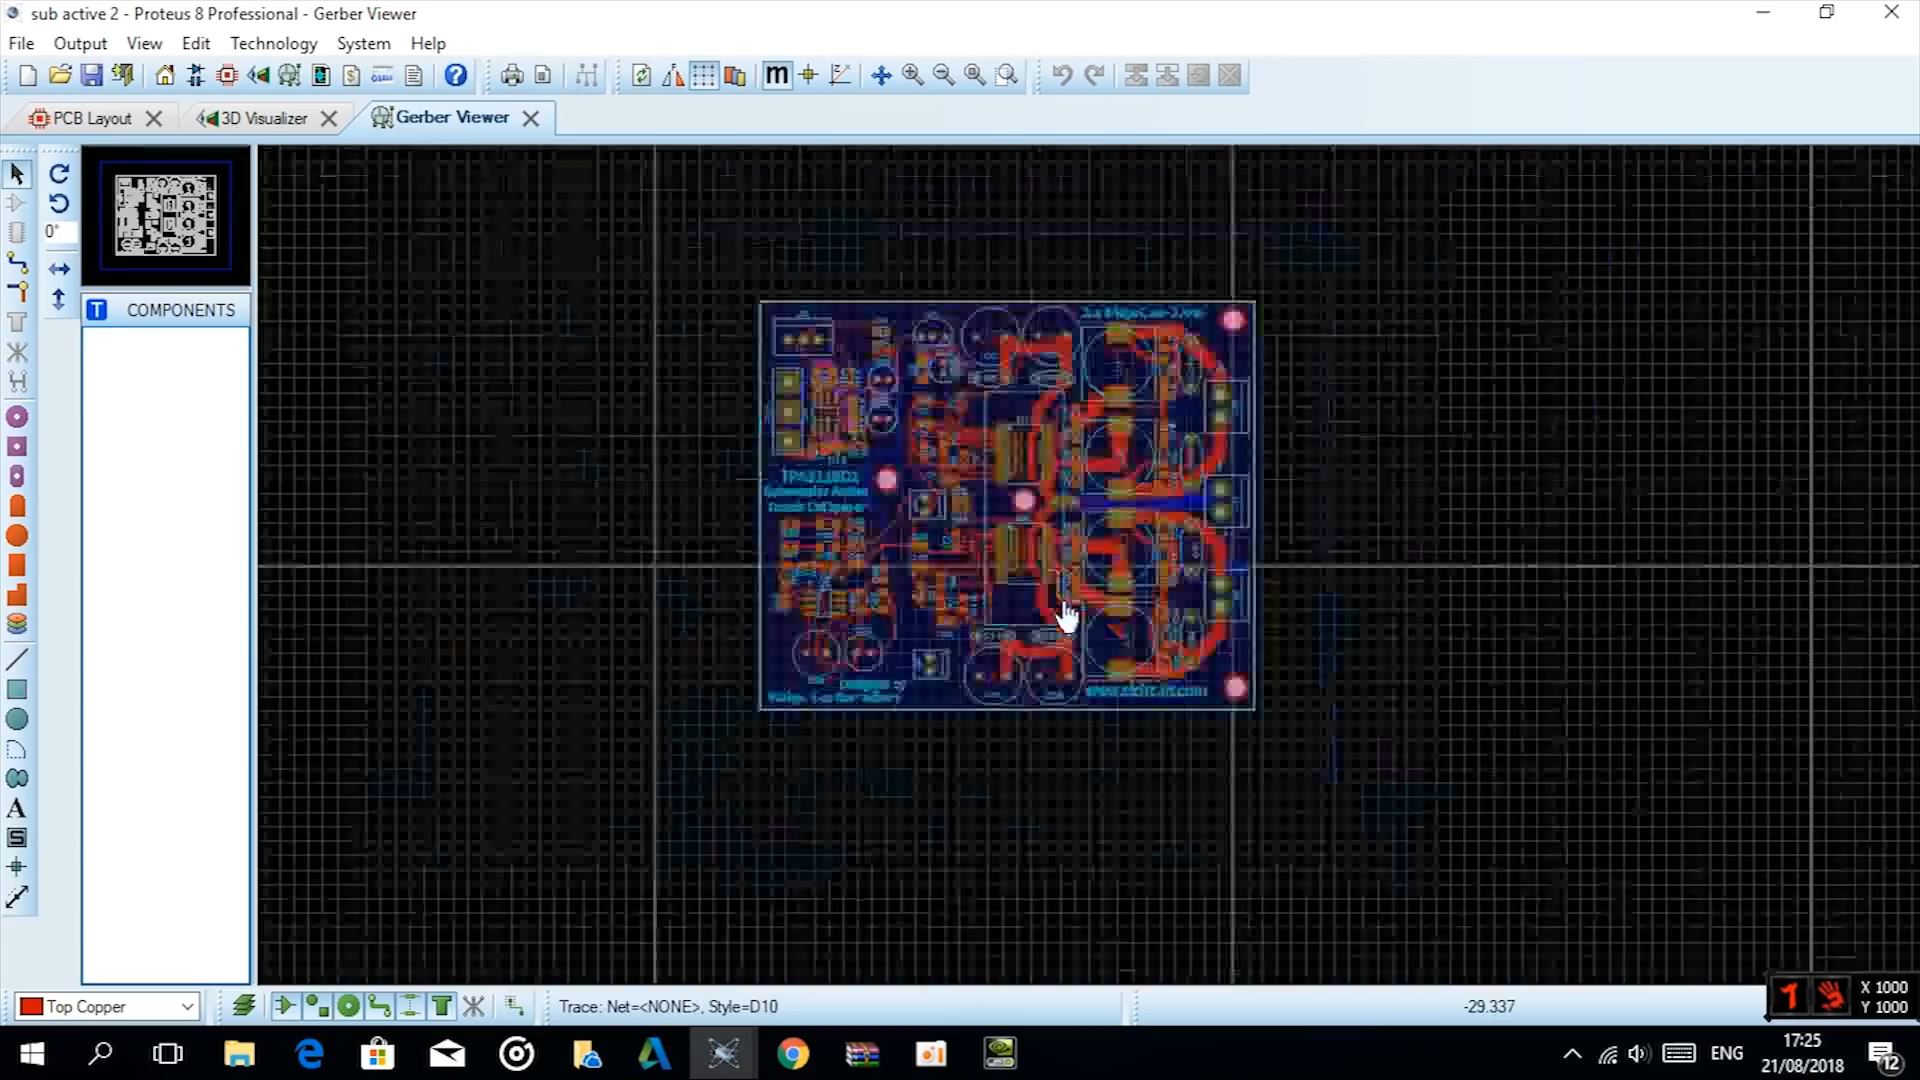 sub active 2 - Proteus 8 Professional - Gerber Viewer
File Output View Edit Technology System Help
PCB Layout
3D Visualizer
Gerber Viewer
0°
T COMPONENTS
Top Copper
Trace: Net=<NONE>, Style=D10
-29.337
X 1000
Y 1000
ENG
17:25
21/08/2018
12